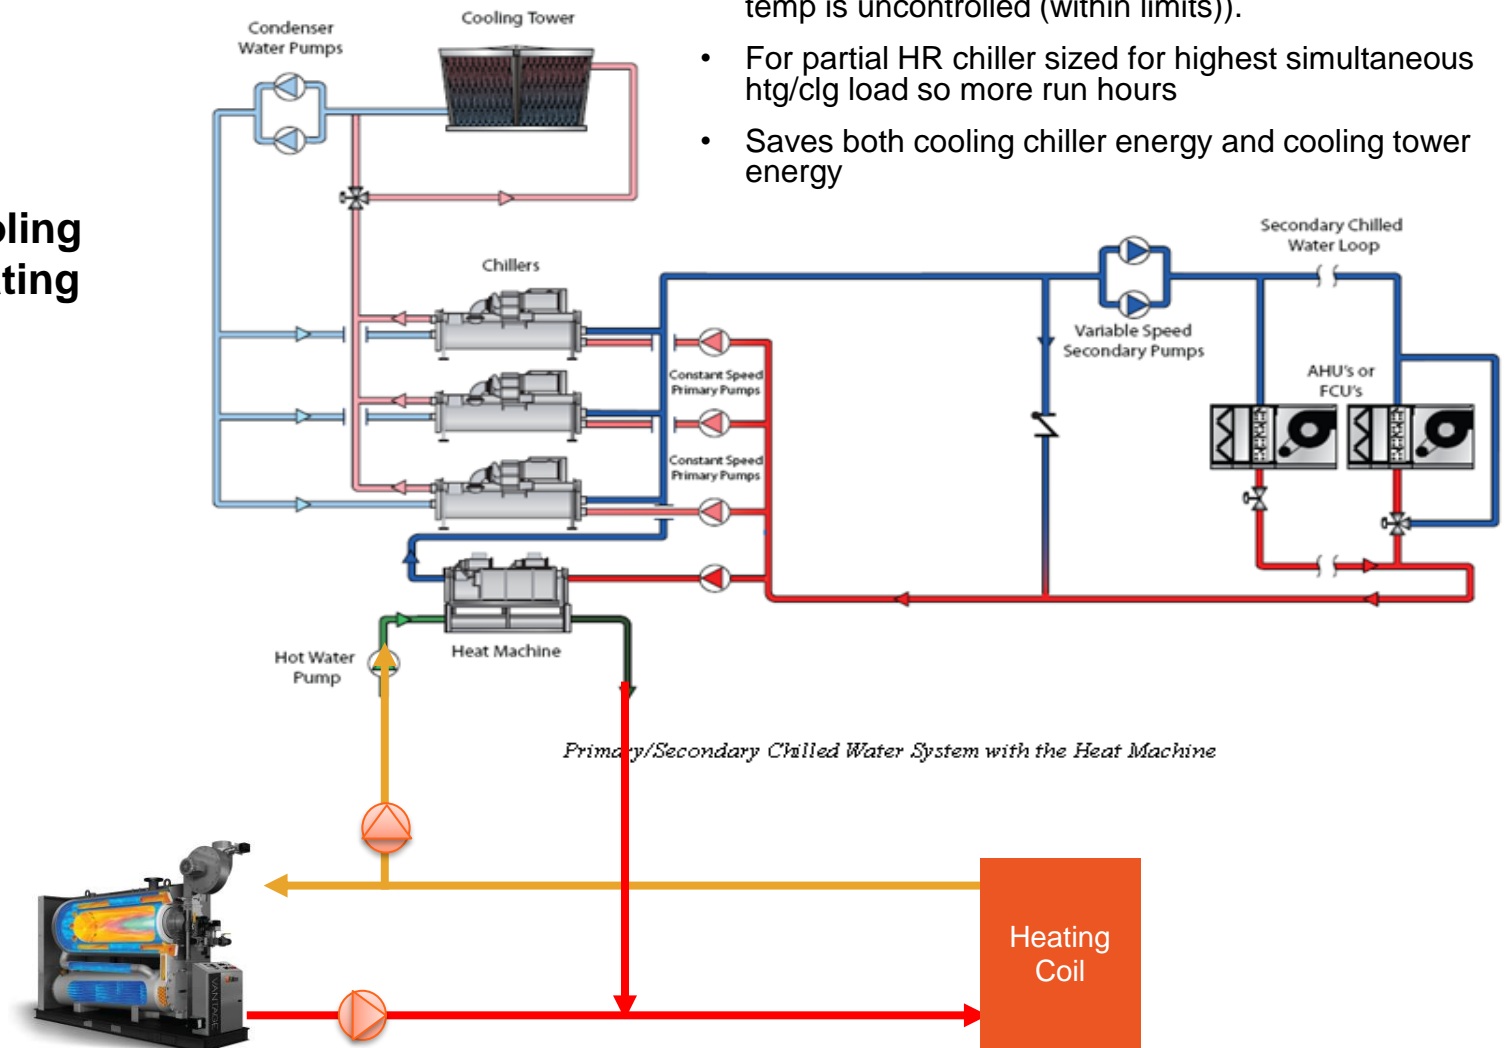 temp is uncontrolled (within limits)).
• For partial HR chiller sized for highest simultaneous
htg/clg load so more run hours
• Saves both cooling chiller energy and cooling tower
energy
Condenser
Water Pumps
Cooling Tower
oling
ating
Chillers
Secondary Chilled
Water Loop
Variable Speed
Secondary Pumps
Constant Speed
Primary Pumps
AHU's or
FCU's
Constant Speed
Primary Pumps
Hot Water
Pump
Heat Machine
Primary/Secondary Chilled Water System with the Heat Machine
Heating
Coil
VANTAGE